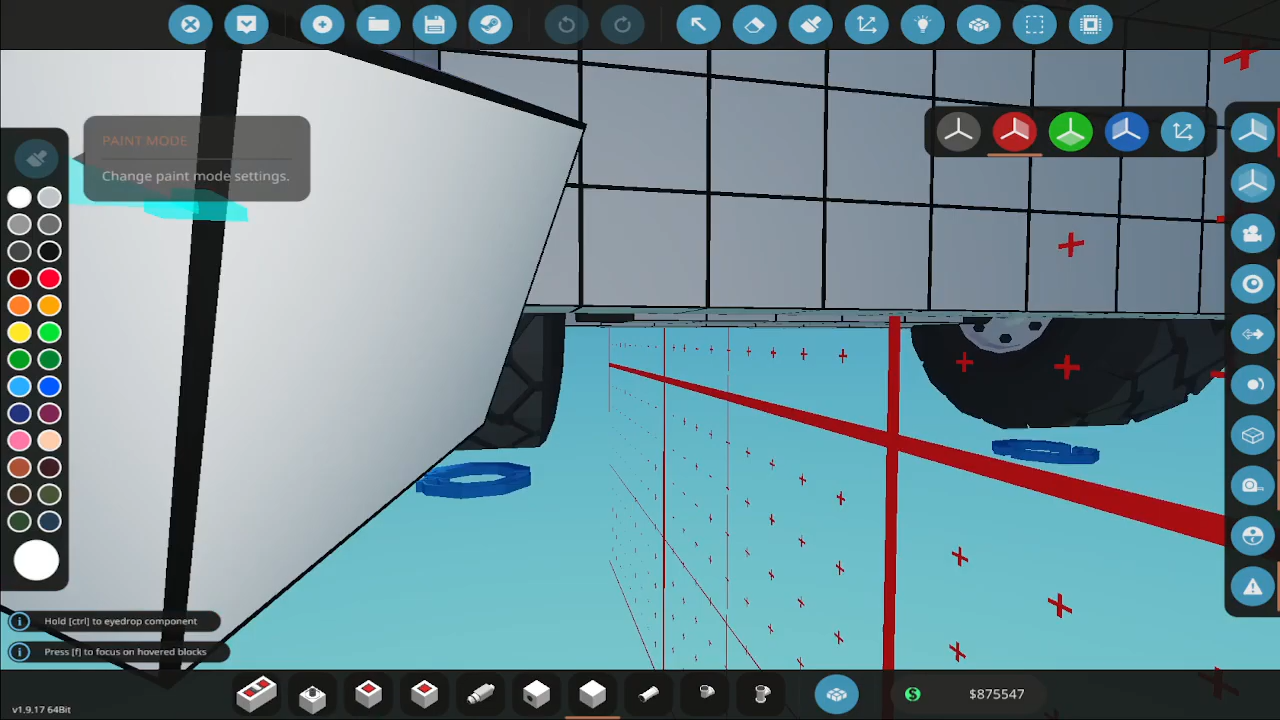 PAINT MODE
Change paint mode settings.
Hold [ctrl] to eyedrop component
Press [f] to focus on hovered blocks
v1.9.17 64Bit
$875547